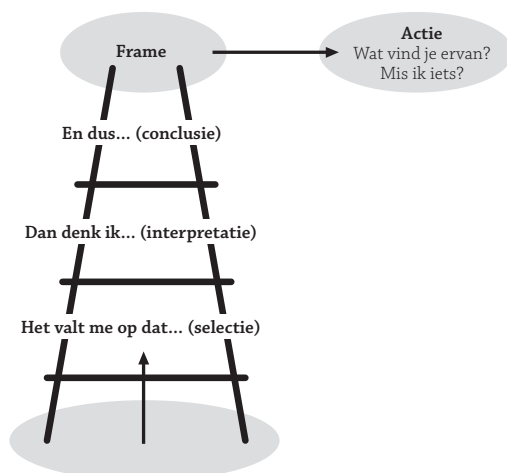 Frame
Actie
Wat vind je ervan?
Mis ik iets?
En dus... (conclusie)
Dan denk ik... (interpretatie)
Het valt me op dat... (selectie)